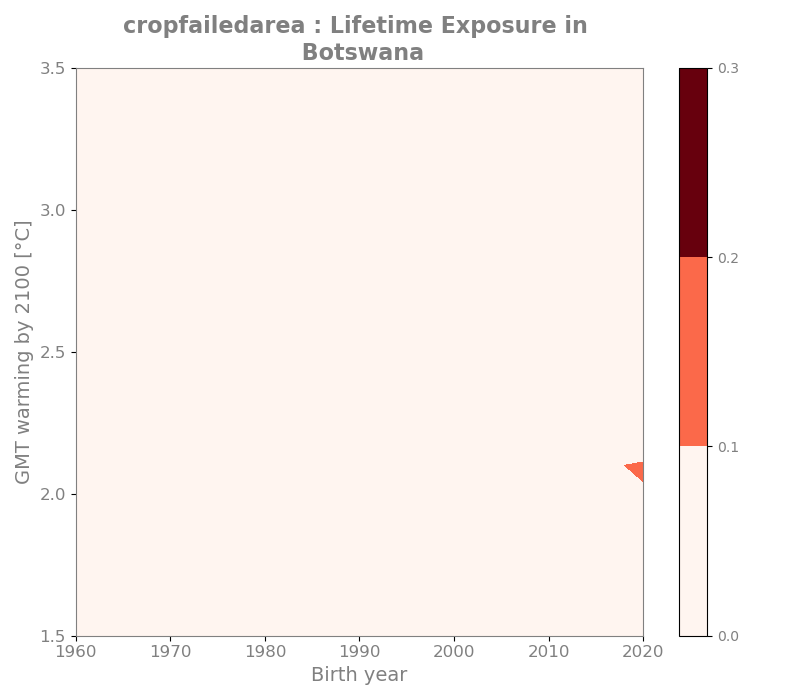 cropfailedarea : Lifetime Exposure in
Botswana
GMT warming by 2100 [°C]
3.5
3.0
2.5
2.0
1.5
1960 1970 1980 1990 2000 2010 2020
Birth year
0.3
0.2
0.1
0.0